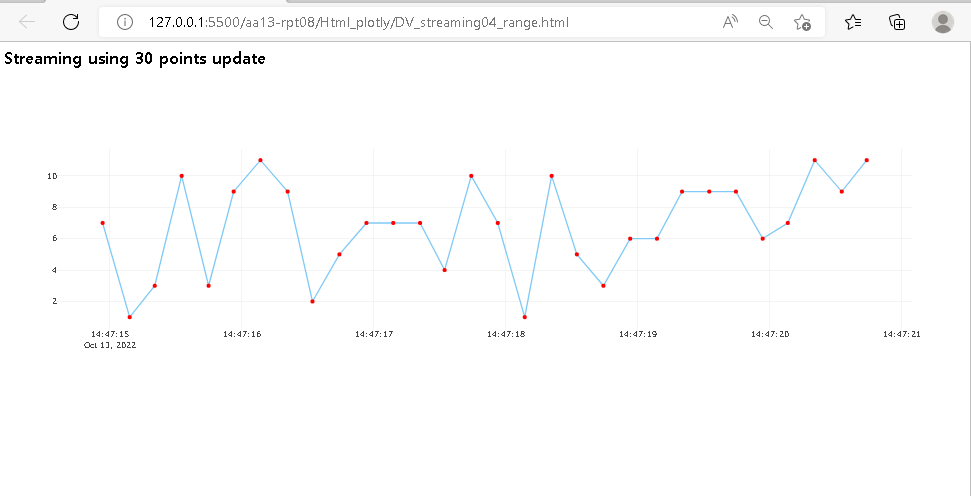 127.0.0.1:5500/aa13-rpt08/Html_plotly/DV_streaming04_range.html
Streaming using 30 points update
10
8
6
4
2
14:47:15 14:47:16 14:47:17 14:47:18 14:47:19 14:47:20 14:47:21
Oct 13, 2022